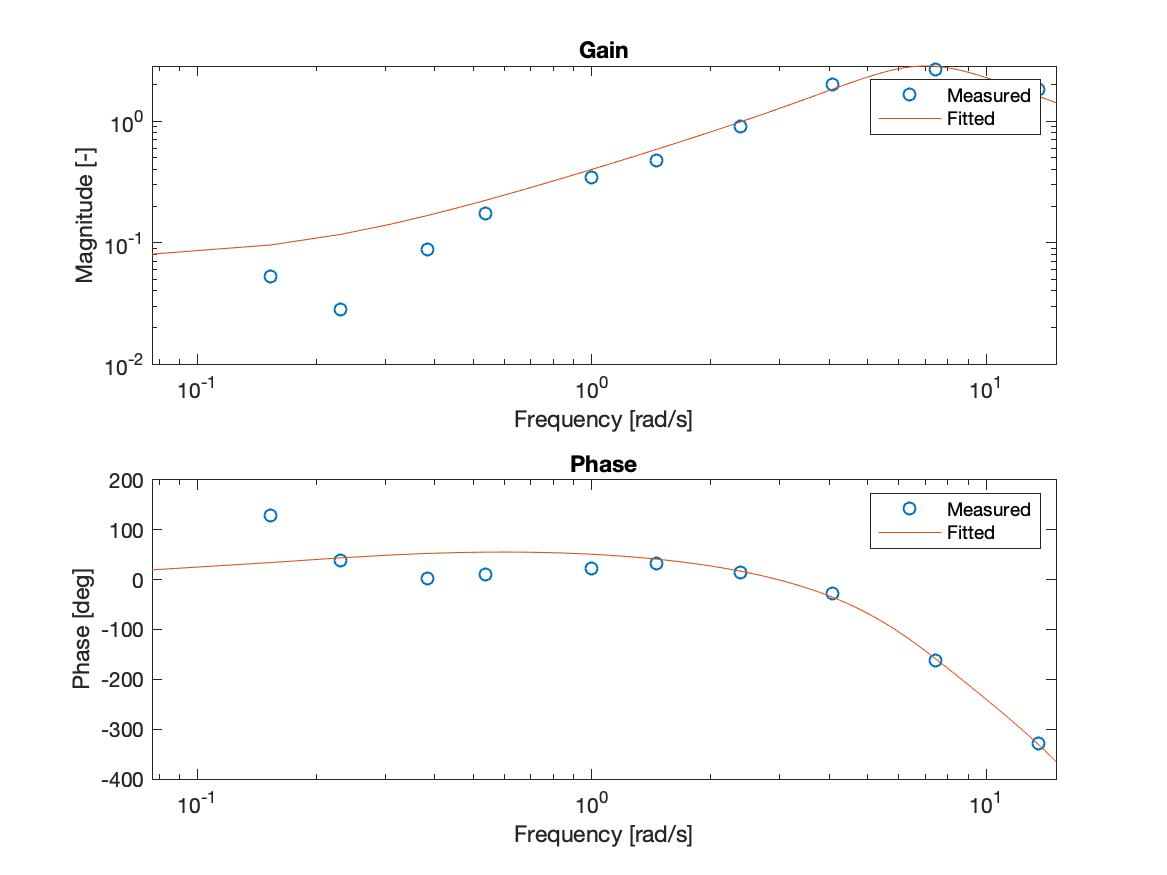 Gain
Magnitude [-]
10^0
10^-1
10^-2
10^-1
10^0
10^1
Frequency [rad/s]
Measured
Fitted
Phase
Phase [deg]
200
100
0
-100
-200
-300
-400
10^-1
10^0
10^1
Frequency [rad/s]
Measured
Fitted